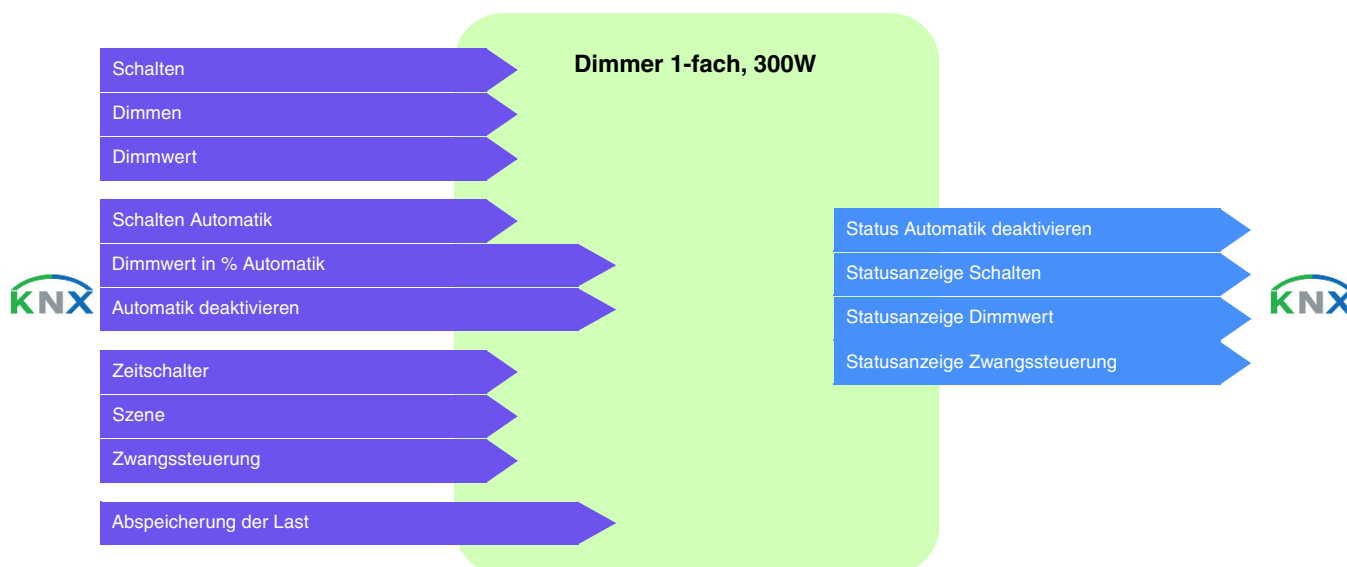 Dimmer 1-fach, 300W
Schalten
Dimmen
Dimmwert
Schalten Automatik
Dimmwert in % Automatik
Automatik deaktivieren
Zeitschalter
Szene
Zwangssteuerung
Abspeicherung der Last
KNX
Status Automatik deaktivieren
Statusanzeige Schalten
Statusanzeige Dimmwert
Statusanzeige Zwangssteuerung
KNX